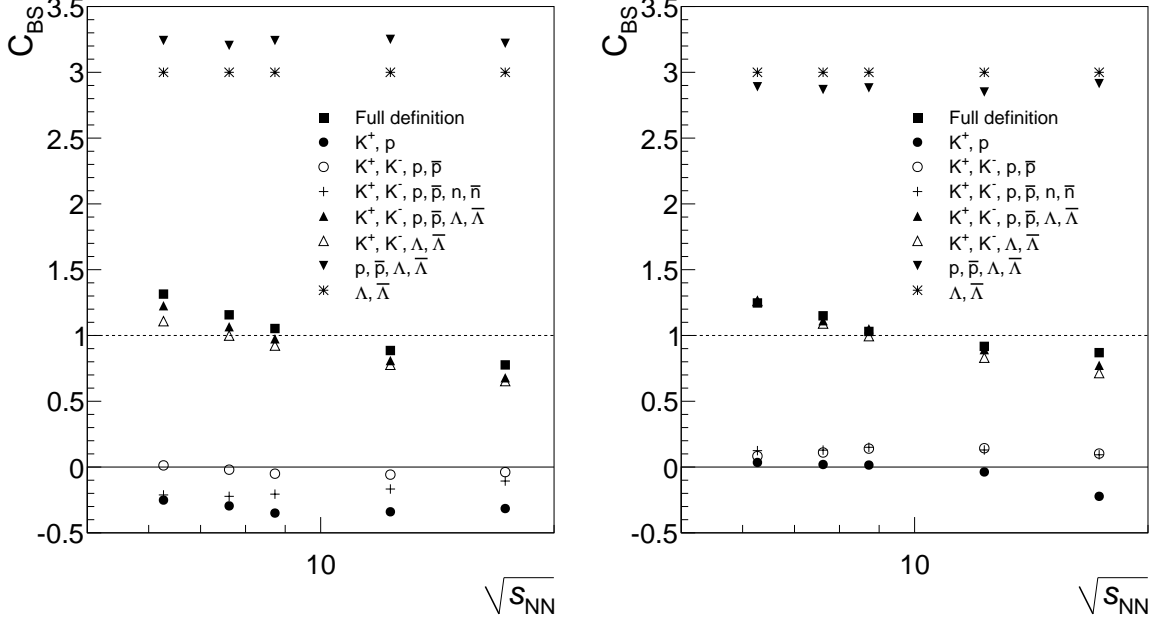 C_BS
3.5
3
2.5
2
1.5
1
0.5
0
-0.5
10
√s_NN
Full definition
K⁺, p
K⁺, K⁻, p, p̅
K⁺, K⁻, p, p̅, n, n̅
K⁺, K⁻, p, p̅, Λ, Λ̅
K⁺, K⁻, Λ, Λ̅
p, p̅, Λ, Λ̅
Λ, Λ̅
C_BS
3.5
3
2.5
2
1.5
1
0.5
0
-0.5
10
√s_NN
Full definition
K⁺, p
K⁺, K⁻, p, p̅
K⁺, K⁻, p, p̅, n, n̅
K⁺, K⁻, p, p̅, Λ, Λ̅
K⁺, K⁻, Λ, Λ̅
p, p̅, Λ, Λ̅
Λ, Λ̅